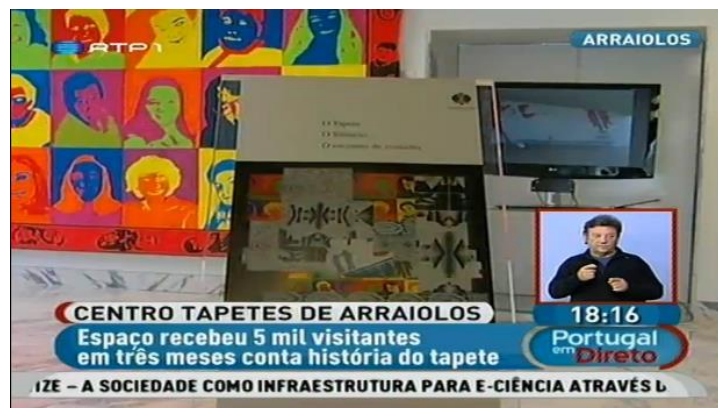 RTP1
ARRAIOLOS
CENTRO TAPETES DE ARRAIOLOS
Espaço recebeu 5 mil visitantes
em três meses conta história do tapete
18:16
Portugal
em Direto
IZE – A SOCIEDADE COMO INFRAESTRUTURA PARA E-CIÊNCIA ATRAVÉS